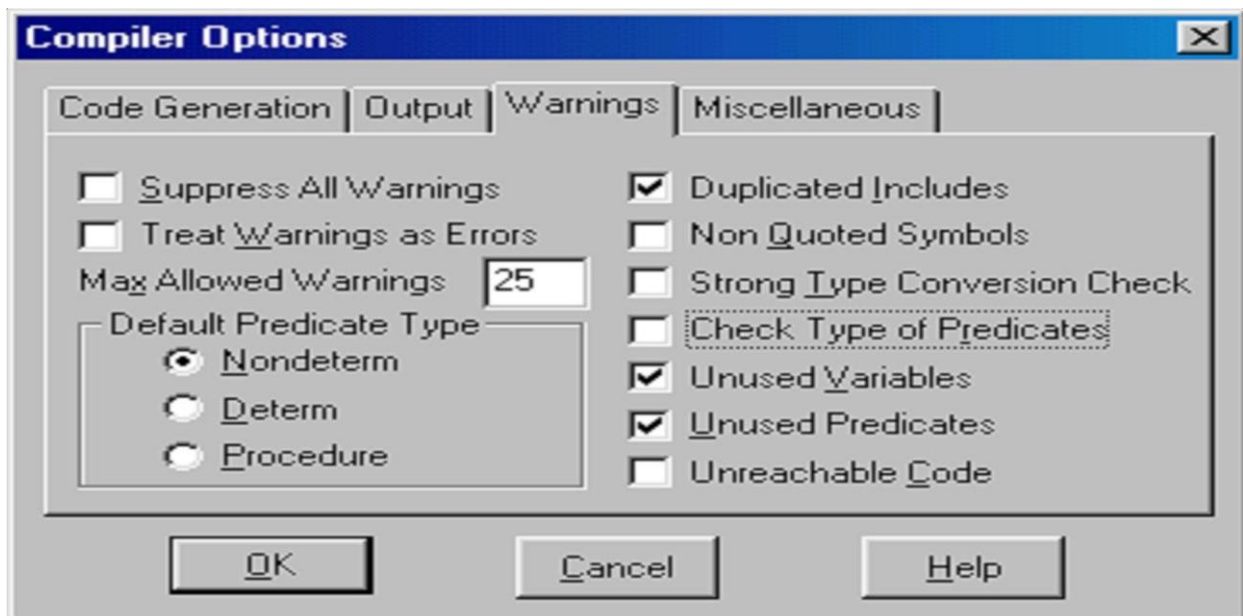 Compiler Options
Code Generation
Output
Warnings
Miscellaneous
Suppress All Warnings
Treat Warnings as Errors
Max Allowed Warnings 25
Default Predicate Type
Nondeterm
Determ
Procedure
Duplicated Includes
Non Quoted Symbols
Strong Type Conversion Check
Check Type of Predicates
Unused Variables
Unused Predicates
Unreachable Code
OK
Cancel
Help